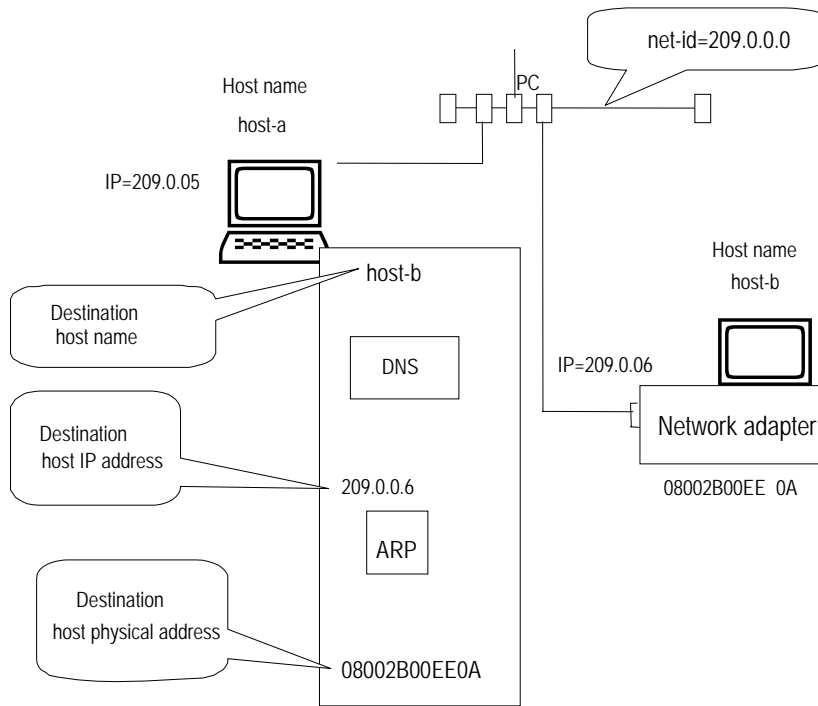 net-id=209.0.0.0
PC
Host name
host-a
IP=209.0.05
Host name
host-b
host-b
Destination
host name
DNS
IP=209.0.06
Network adapter
08002B00EE 0A
Destination
host IP address
209.0.0.6
ARP
Destination
host physical address
08002B00EE0A